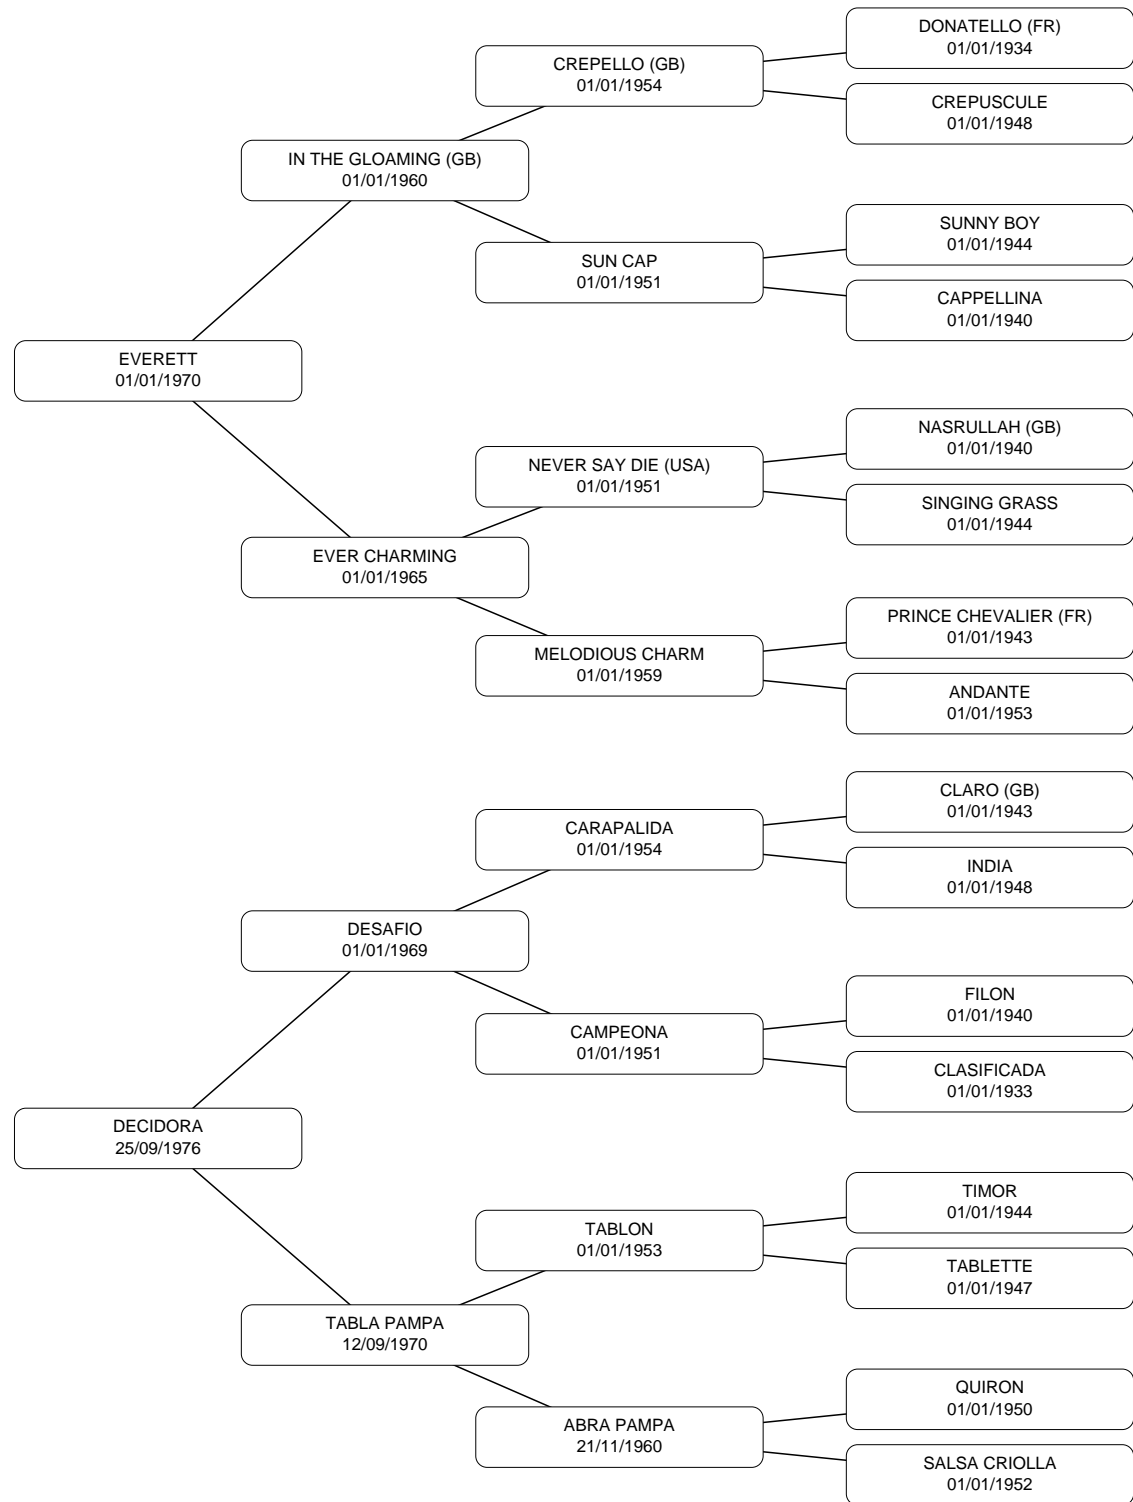 DONATELLO (FR)
01/01/1934
CREPELLO (GB)
01/01/1954
CREPUSCULE
01/01/1948
IN THE GLOAMING (GB)
01/01/1960
SUNNY BOY
01/01/1944
SUN CAP
01/01/1951
CAPPELLINA
01/01/1940
EVERETT
01/01/1970
NASRULLAH (GB)
01/01/1940
NEVER SAY DIE (USA)
01/01/1951
SINGING GRASS
01/01/1944
EVER CHARMING
01/01/1965
PRINCE CHEVALIER (FR)
01/01/1943
MELODIOUS CHARM
01/01/1959
ANDANTE
01/01/1953
CLARO (GB)
01/01/1943
CARAPALIDA
01/01/1954
INDIA
01/01/1948
DESAFIO
01/01/1969
FILON
01/01/1940
CAMPEONA
01/01/1951
CLASIFICADA
01/01/1933
DECIDORA
25/09/1976
TIMOR
01/01/1944
TABLON
01/01/1953
TABLETTE
01/01/1947
TABLA PAMPA
12/09/1970
QUIRON
01/01/1950
ABRA PAMPA
21/11/1960
SALSA CRIOLLA
01/01/1952